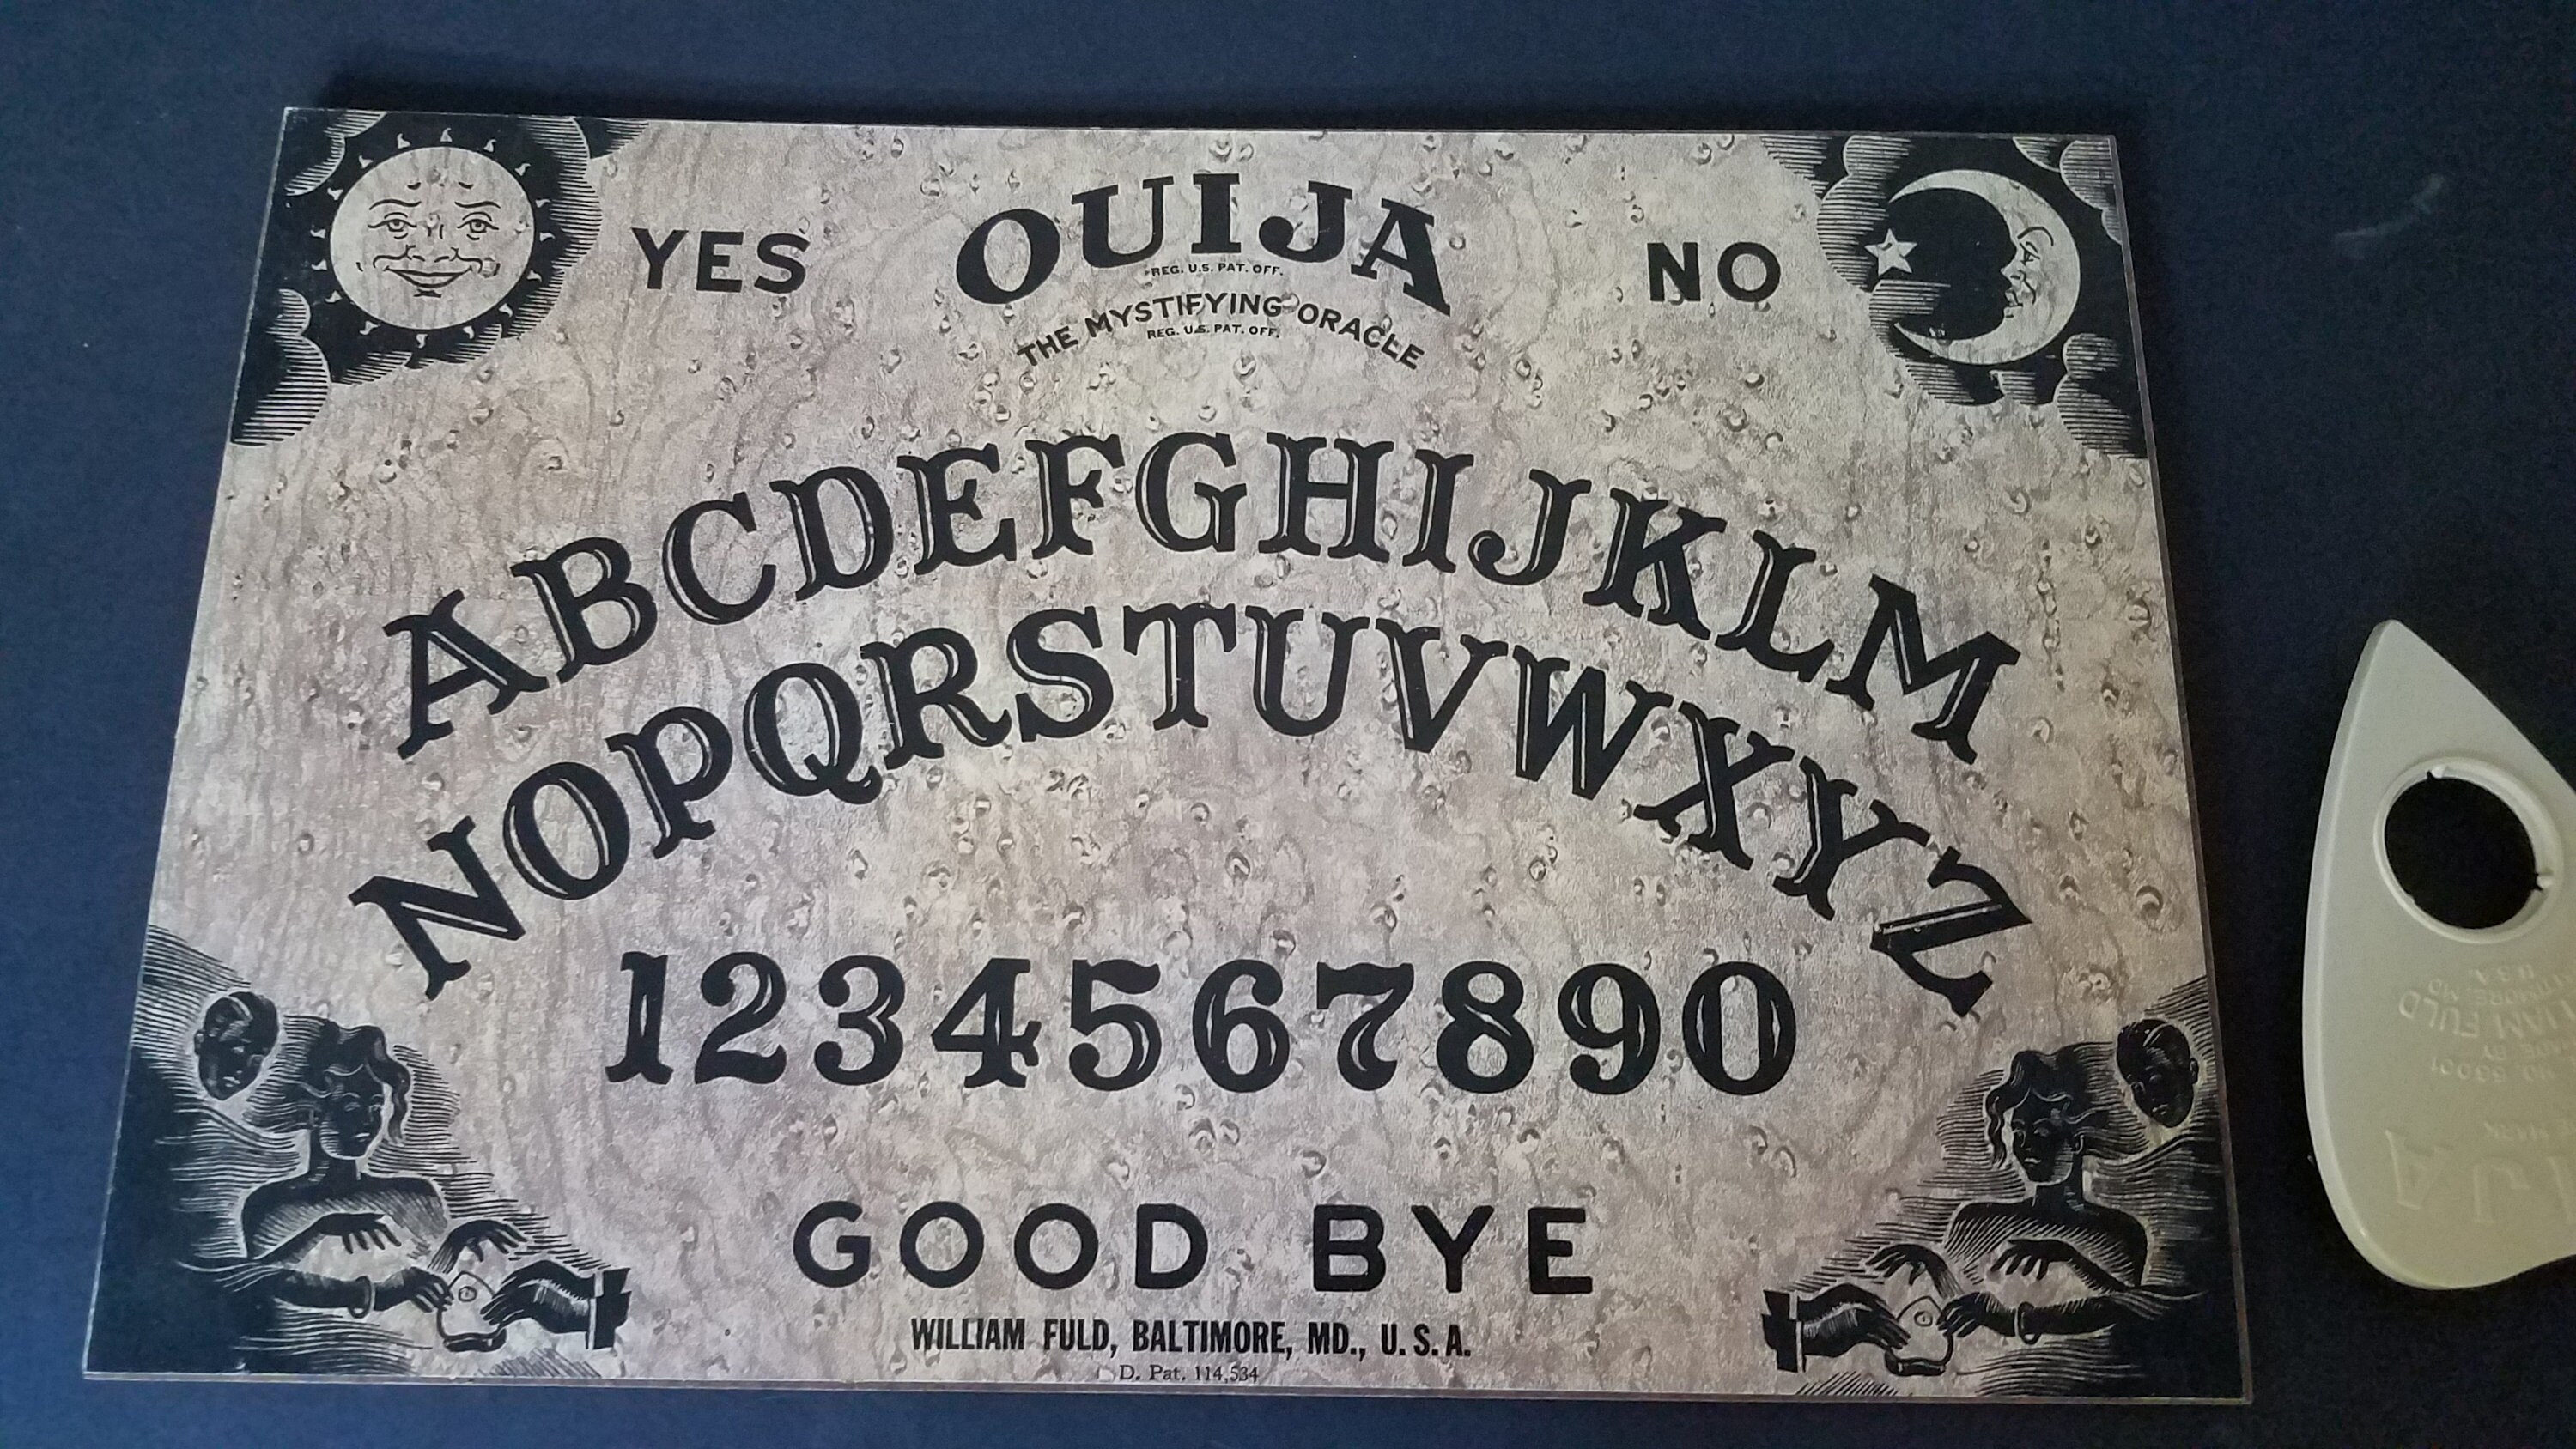 YES
OUIJA
REG. U.S. PAT. OFF.
NO
THE MYSTIFYING ORACLE
REG. U.S. PAT. OFF.
ABCDEFGHIJKLM
NOPQRSTUVWXYZ
1234567890
GOOD BYE
WILLIAM FULD, BALTIMORE, MD., U.S.A.
D. Pat. 114,534